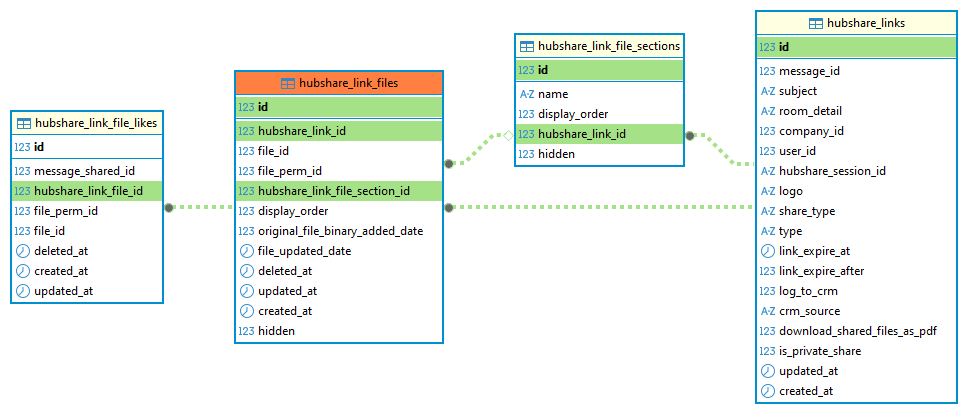 hubshare_link_file_likes
123 id
123 message_shared_id
123 hubshare_link_file_id
123 file_perm_id
123 file_id
deleted_at
created_at
updated_at
hubshare_link_files
123 id
123 hubshare_link_id
123 file_id
123 file_perm_id
123 hubshare_link_file_section_id
123 display_order
123 original_file_binary_added_date
file_updated_date
123 deleted_at
123 updated_at
123 created_at
123 hidden
hubshare_link_file_sections
123 id
A-Z name
123 display_order
123 hubshare_link_id
123 hidden
hubshare_links
123 id
123 message_id
A-Z subject
A-Z room_detail
123 company_id
123 user_id
A-Z hubshare_session_id
A-Z logo
A-Z share_type
A-Z type
link_expire_at
123 link_expire_after
123 log_to_crm
A-Z crm_source
123 download_shared_files_as_pdf
123 is_private_share
updated_at
created_at